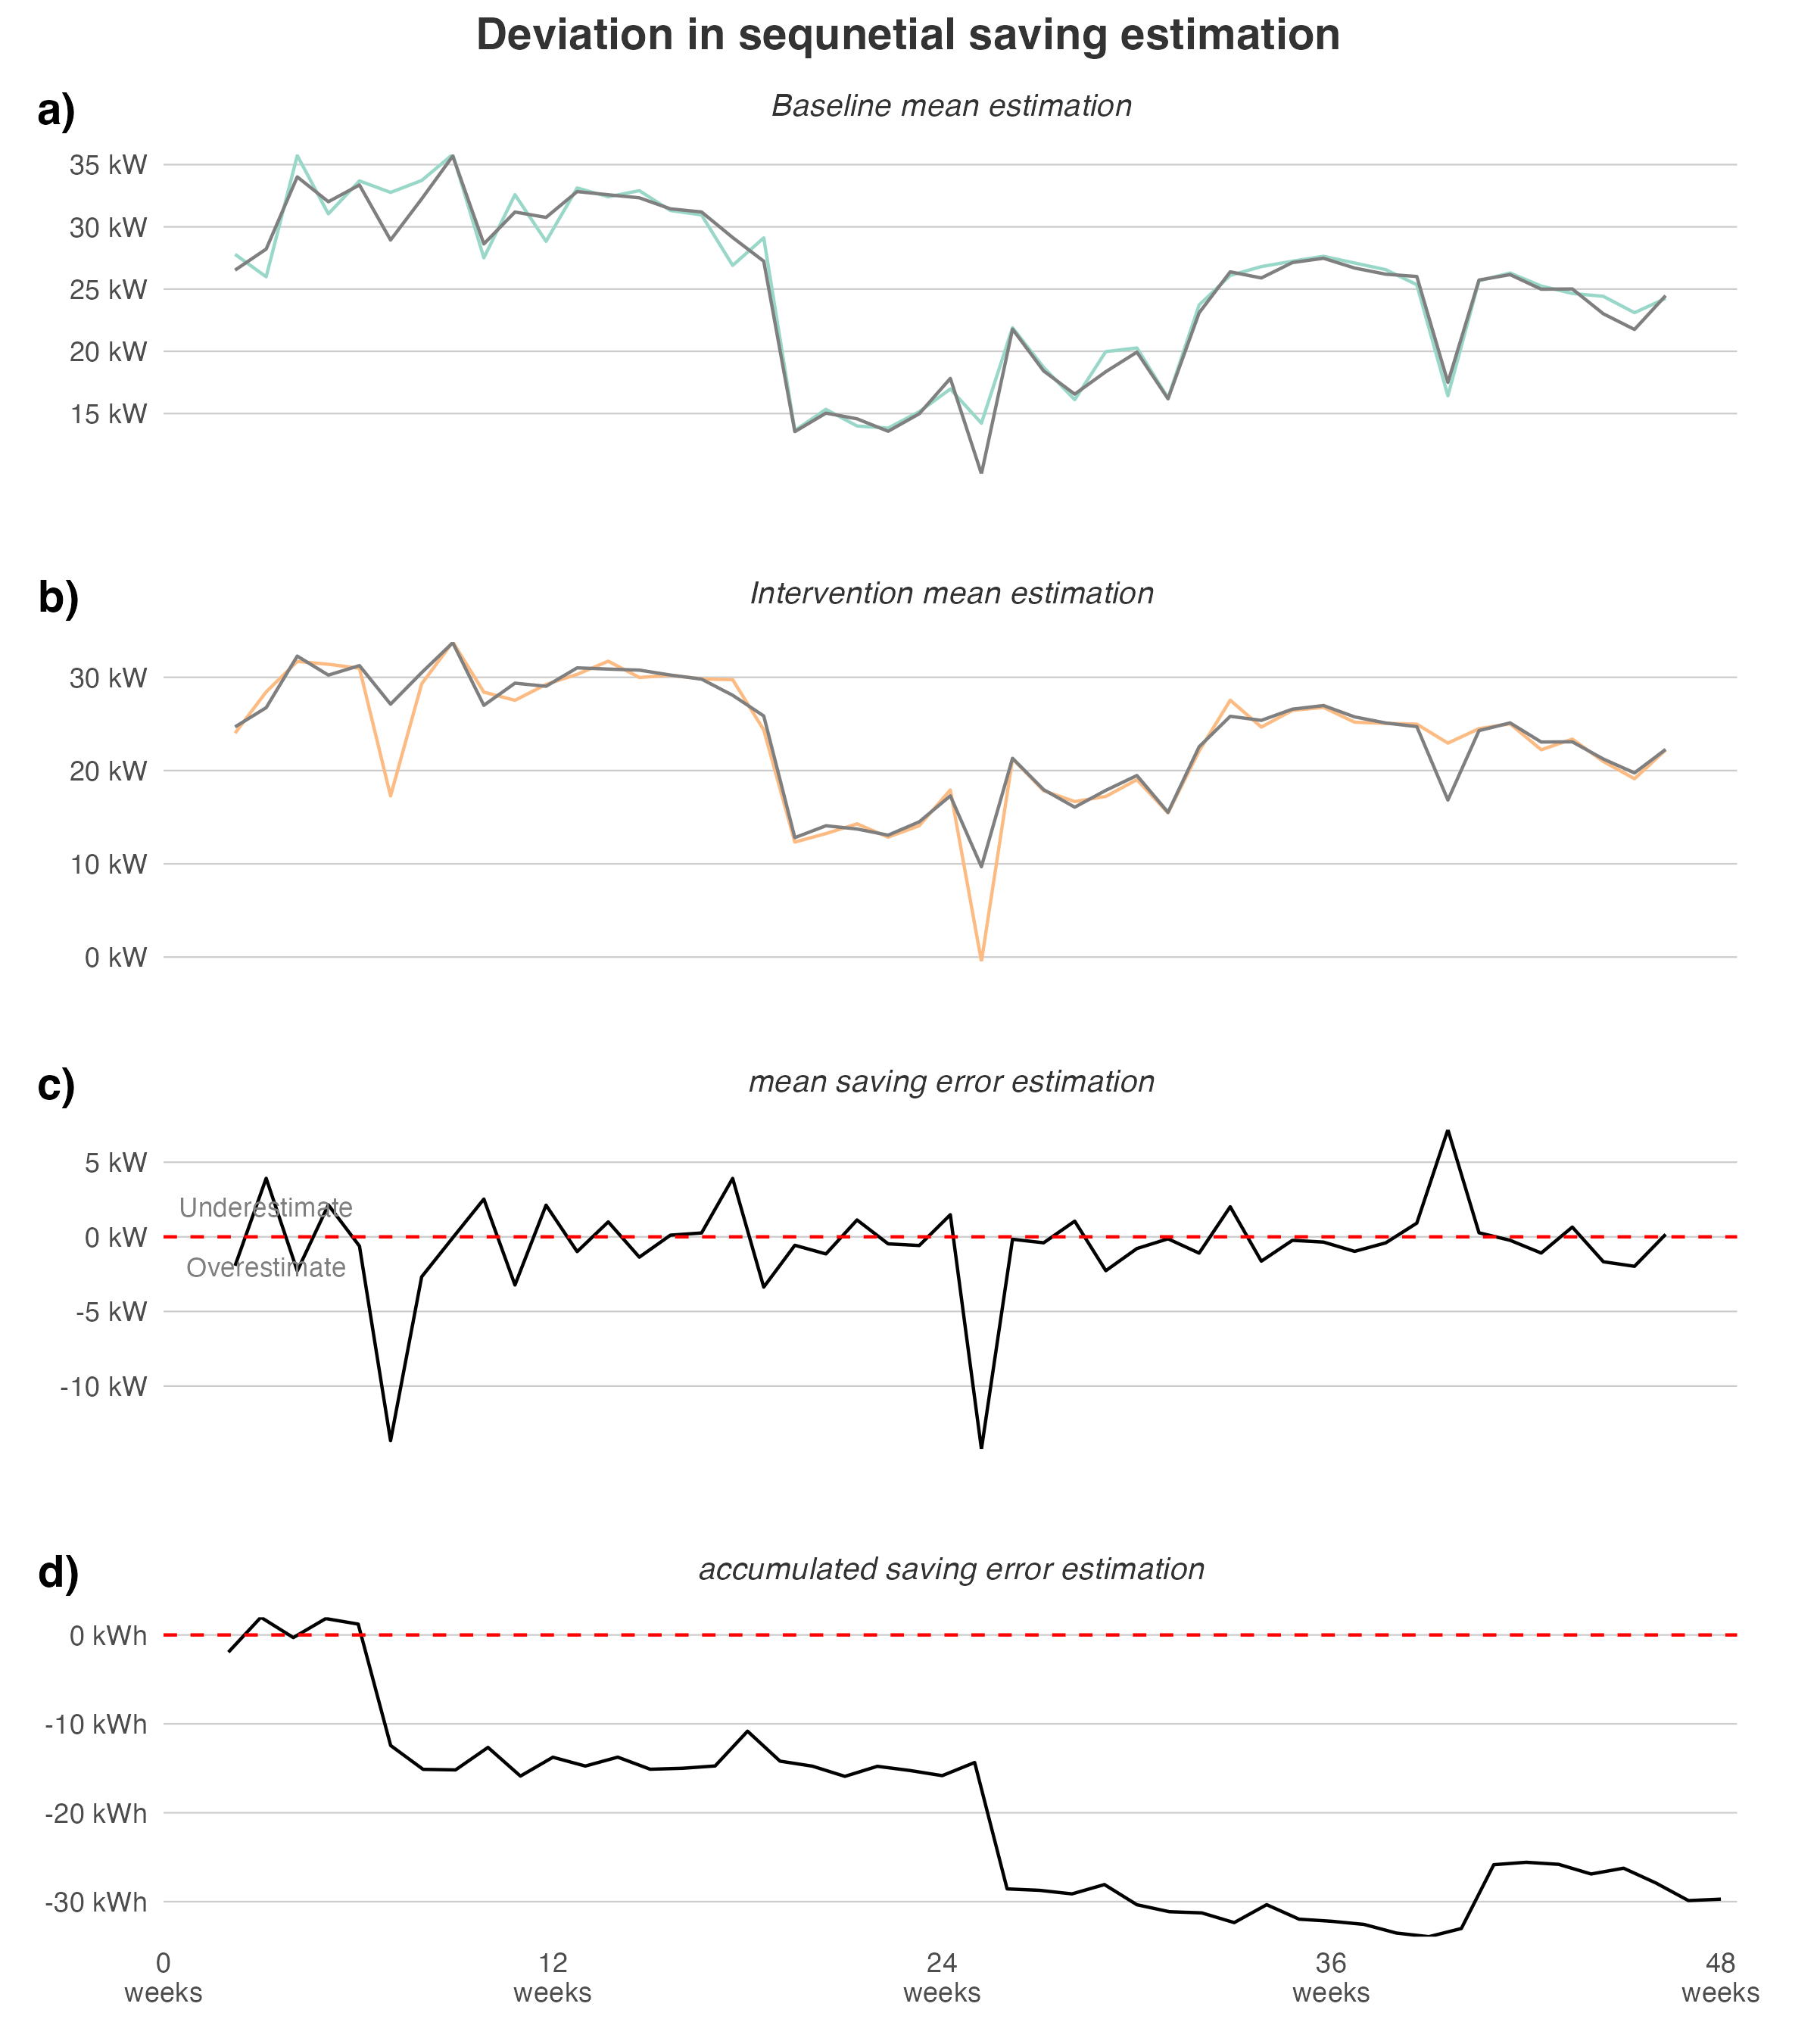 Deviation in sequnetial saving estimation
a)
Baseline mean estimation
35 kW
30 kW
25 kW
20 kW
15 kW
b)
Intervention mean estimation
30 kW
20 kW
10 kW
0 kW
c)
mean saving error estimation
5 kW
Underestimate
0 kW
Overestimate
-5 kW
-10 kW
d)
accumulated saving error estimation
0 kWh
-10 kWh
-20 kWh
-30 kWh
0 12 24 36 48
weeks weeks weeks weeks weeks